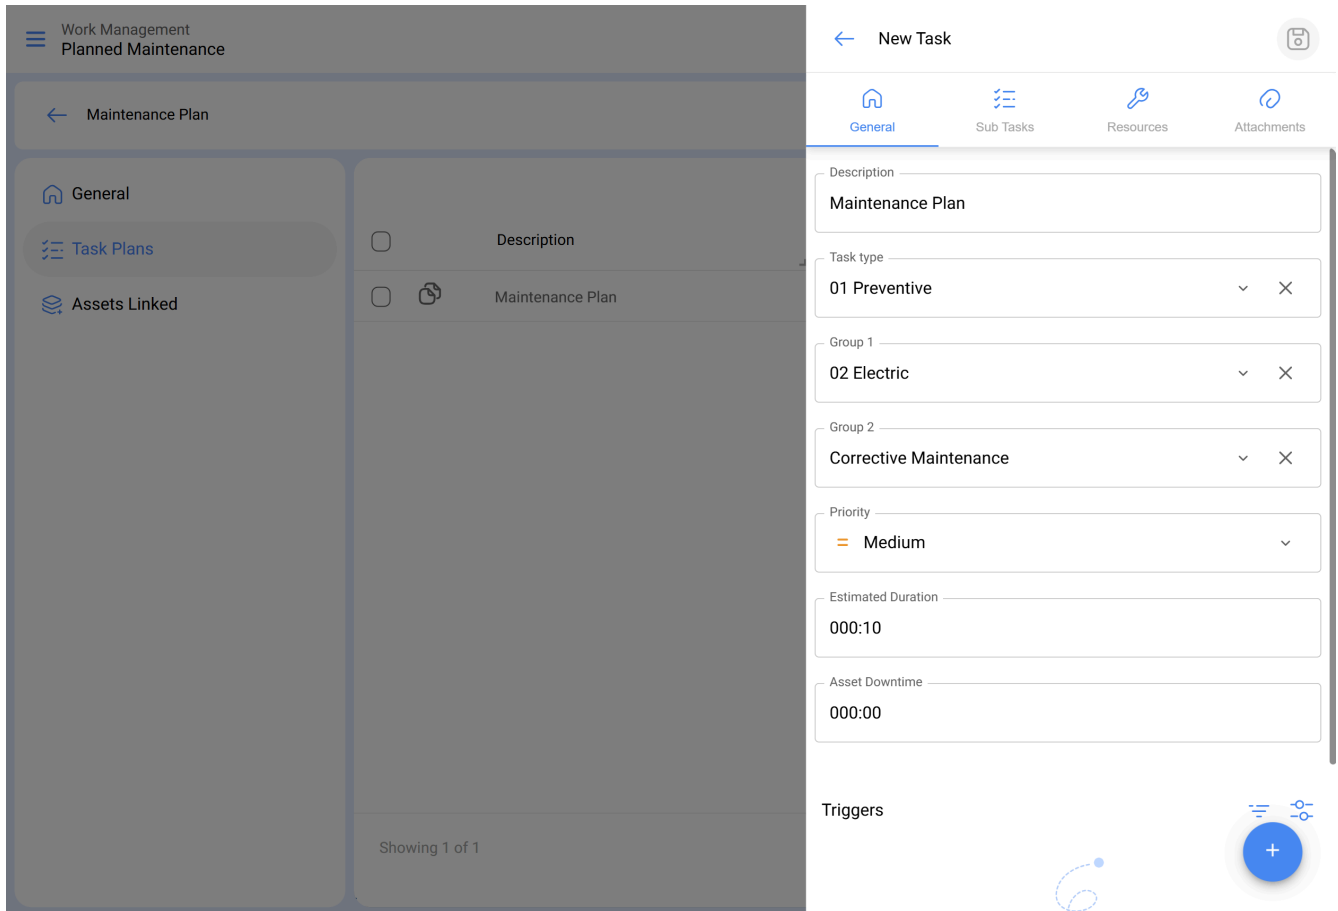 Work Management
Planned Maintenance
Maintenance Plan
General
Task Plans
Assets Linked
Description
Maintenance Plan
Showing 1 of 1
New Task
General
Sub Tasks
Resources
Attachments
Description
Maintenance Plan
Task type
01 Preventive
Group 1
02 Electric
Group 2
Corrective Maintenance
Priority
Medium
Estimated Duration
000:10
Asset Downtime
000:00
Triggers